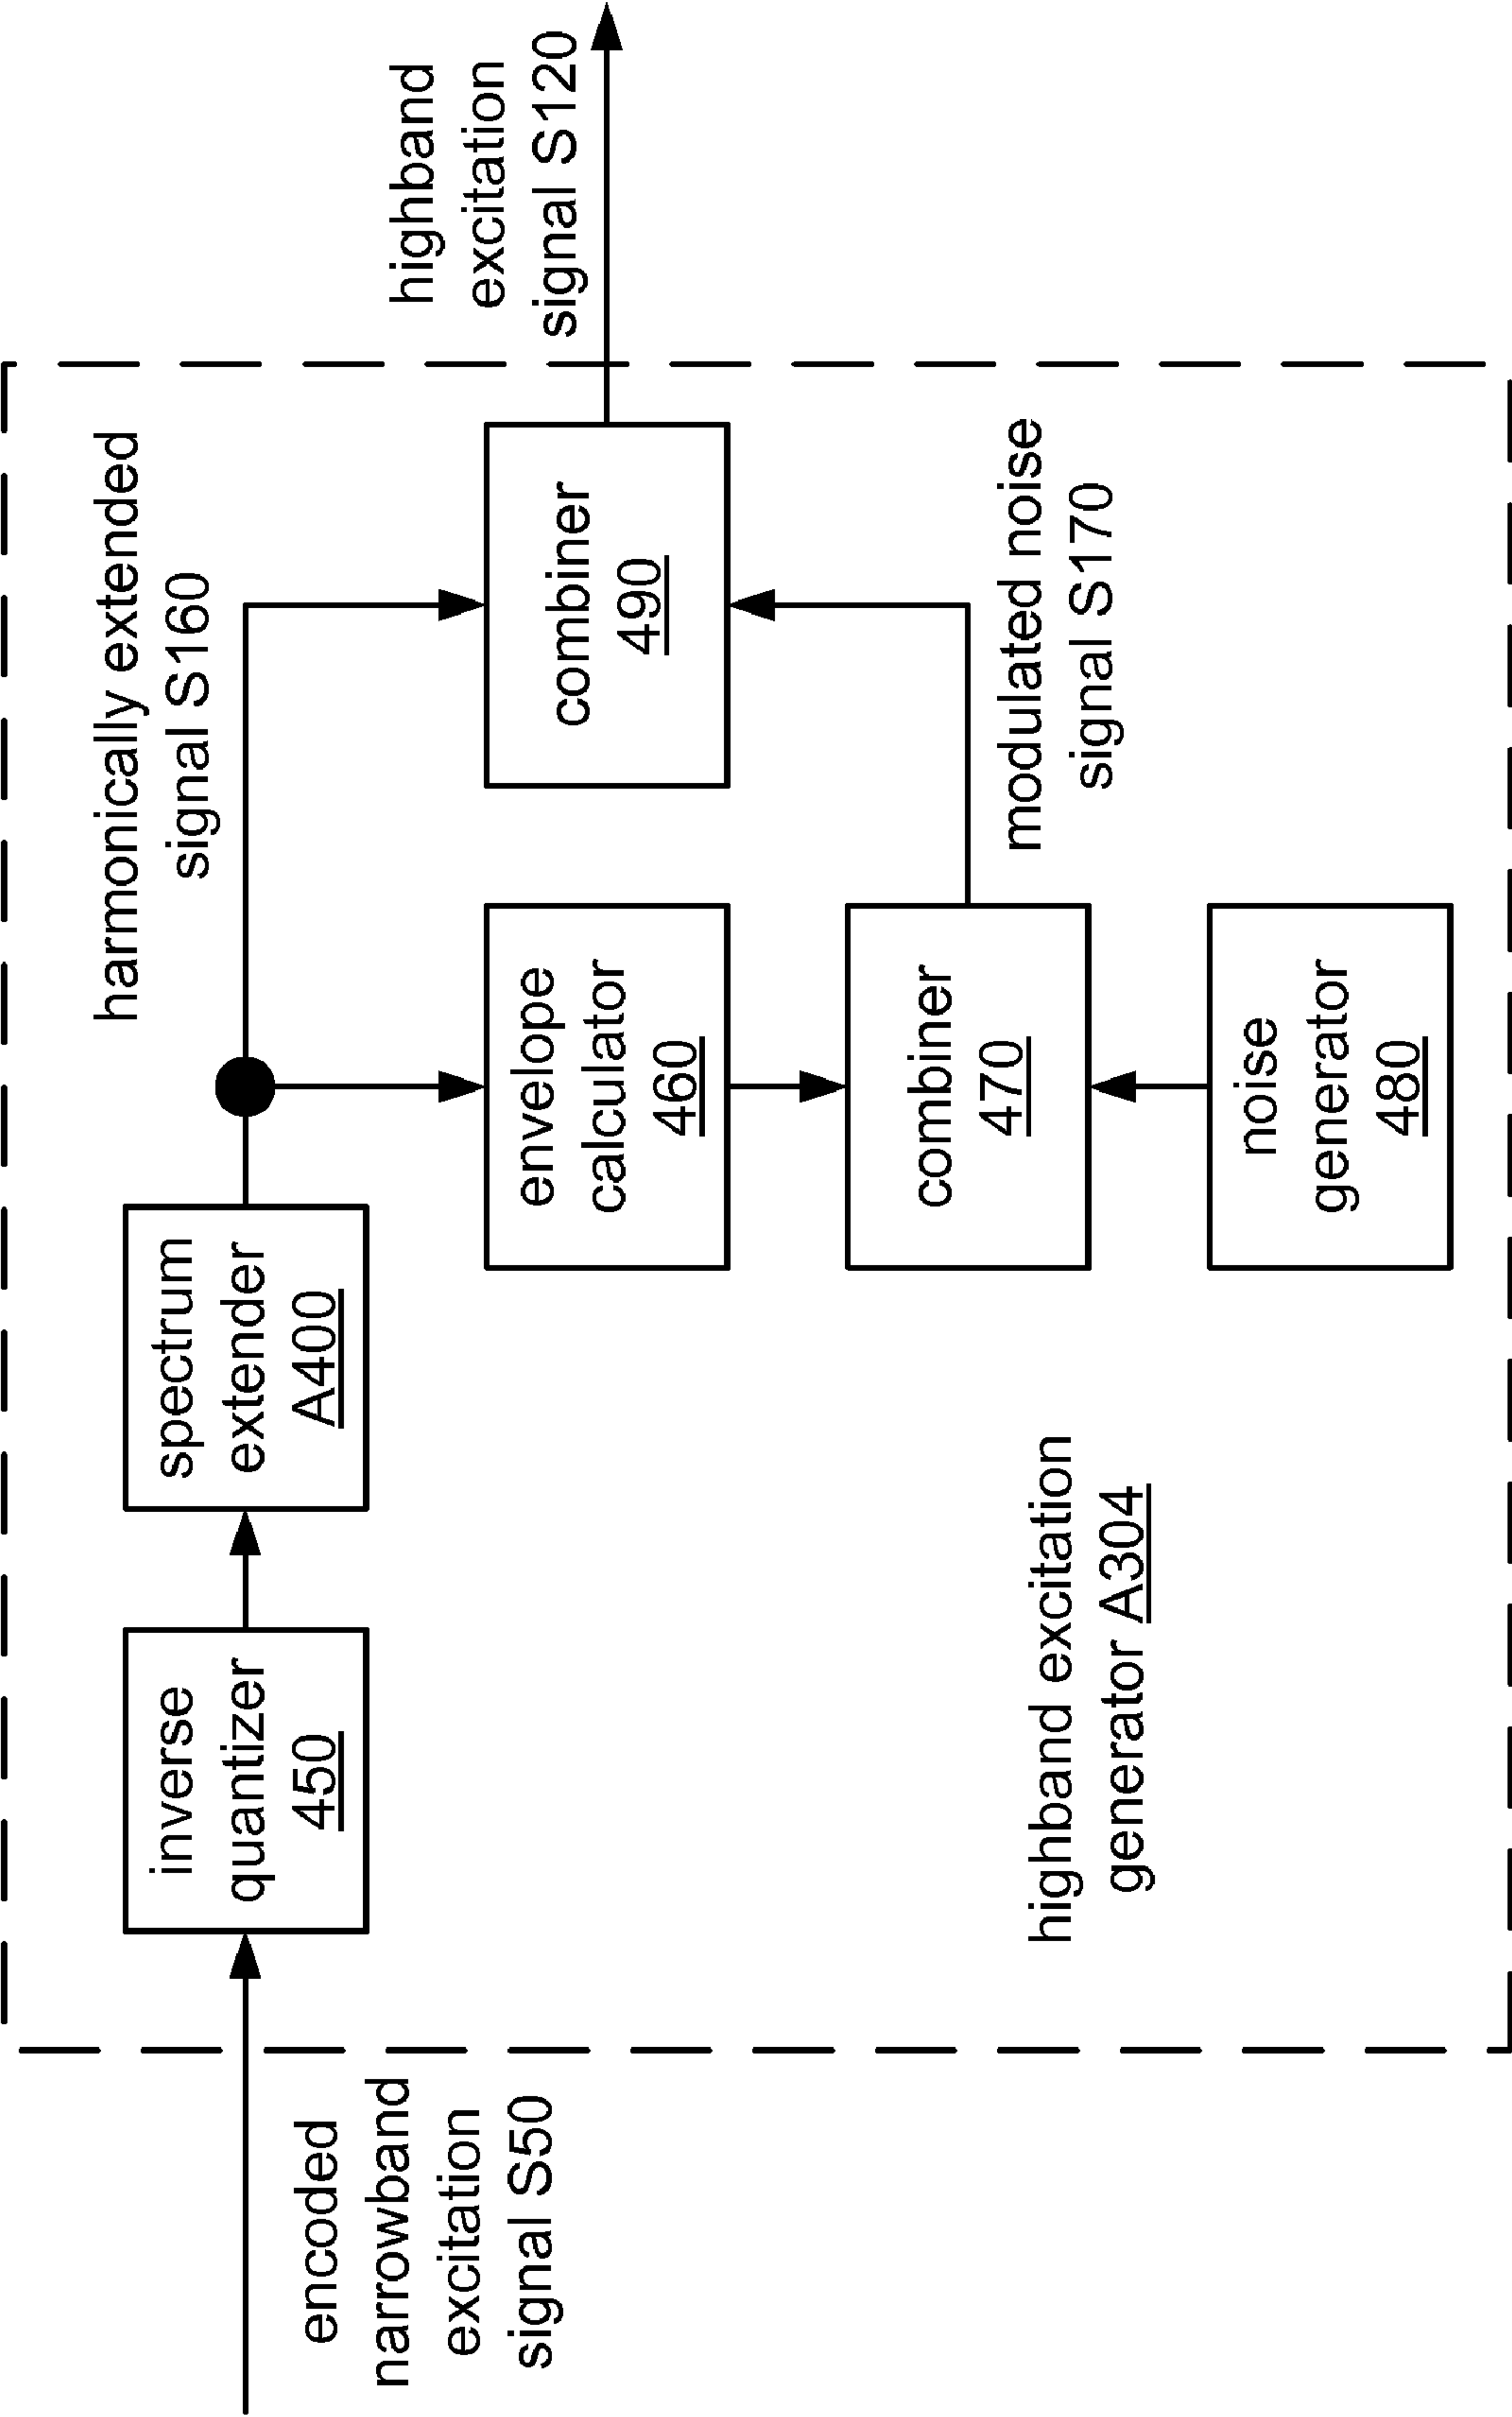 encoded
narrowband
excitation
signal S50
inverse
quantizer
450
spectrum
extender
A400
harmonically extended
signal S160
highband
excitation
signal S120
envelope
calculator
460
combiner
490
combiner
470
modulated noise
signal S170
noise
generator
480
highband excitation
generator A304